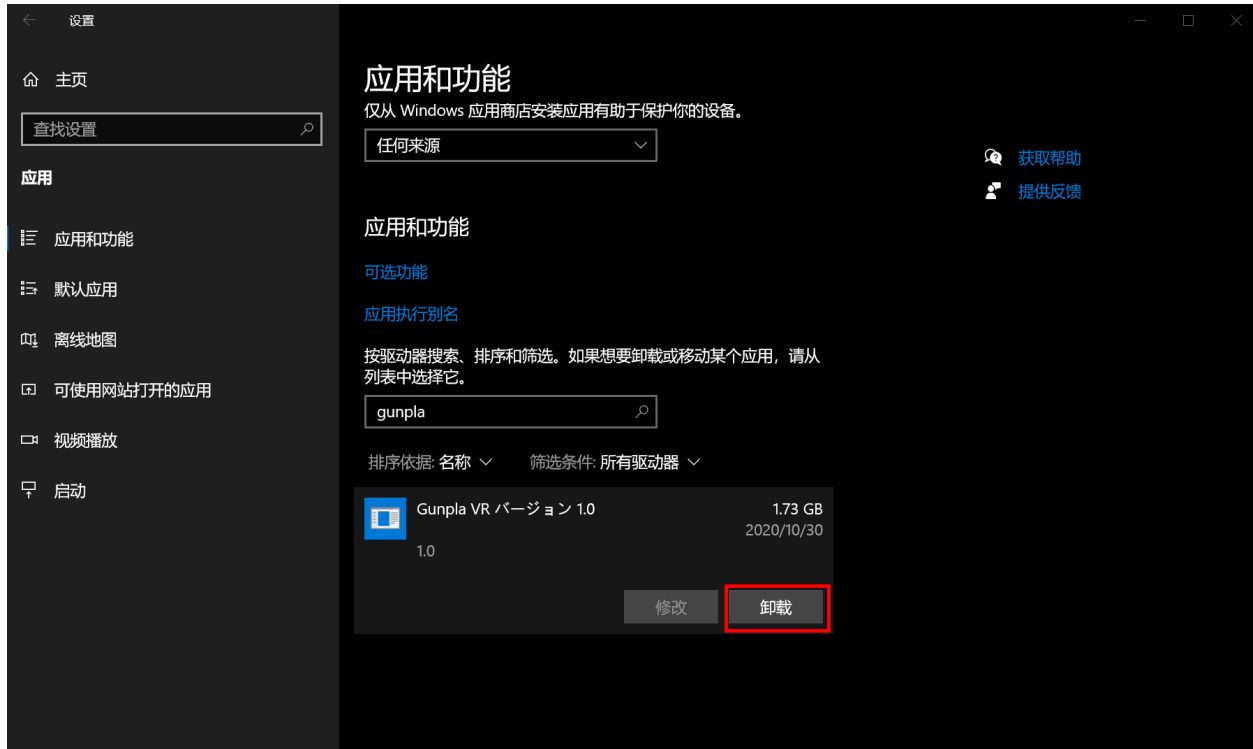 设置
主页
查找设置
应用
应用和功能
默认应用
离线地图
可使用网站打开的应用
视频播放
启动
应用和功能
仅从 Windows 应用商店安装应用有助于保护你的设备。
任何来源
应用和功能
可选功能
应用执行别名
按驱动器搜索、排序和筛选。如果想要卸载或移动某个应用，请从
列表中选择它。
gunpla
排序依据: 名称 筛选条件: 所有驱动器
Gunpla VR バージョン 1.0 1.73 GB
2020/10/30
1.0
修改 卸载
获取帮助
提供反馈